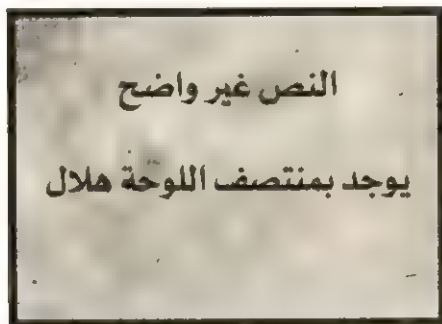 النص غير واضح
يوجد بمنتصف اللوحة هلال